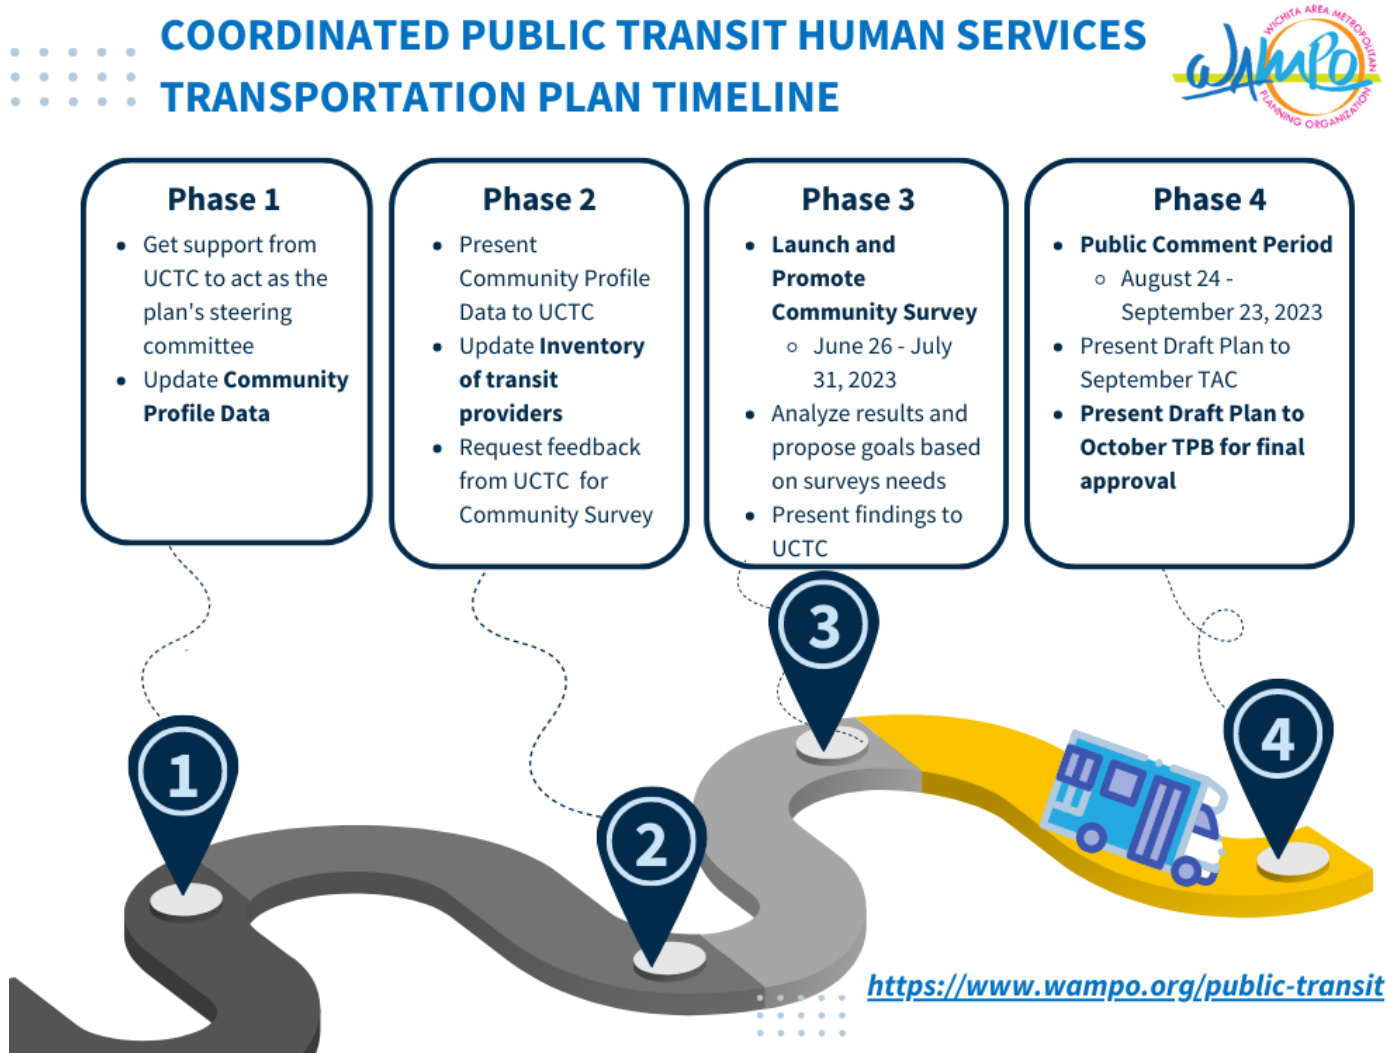 COORDINATED PUBLIC TRANSIT HUMAN SERVICES
TRANSPORTATION PLAN TIMELINE
WICHITA AREA METROPOLITAN
WAMPO
PLANNING ORGANIZATION
Phase 1
• Get support from
UCTC to act as the
plan's steering
committee
• Update Community
Profile Data
Phase 2
• Present
Community Profile
Data to UCTC
• Update Inventory
of transit
providers
• Request feedback
from UCTC for
Community Survey
Phase 3
• Launch and
Promote
Community Survey
○ June 26 - July
31, 2023
• Analyze results and
propose goals based
on surveys needs
• Present findings to
UCTC
Phase 4
• Public Comment Period
○ August 24 -
September 23, 2023
• Present Draft Plan to
September TAC
• Present Draft Plan to
October TPB for final
approval
1
2
3
4
https://www.wampo.org/public-transit